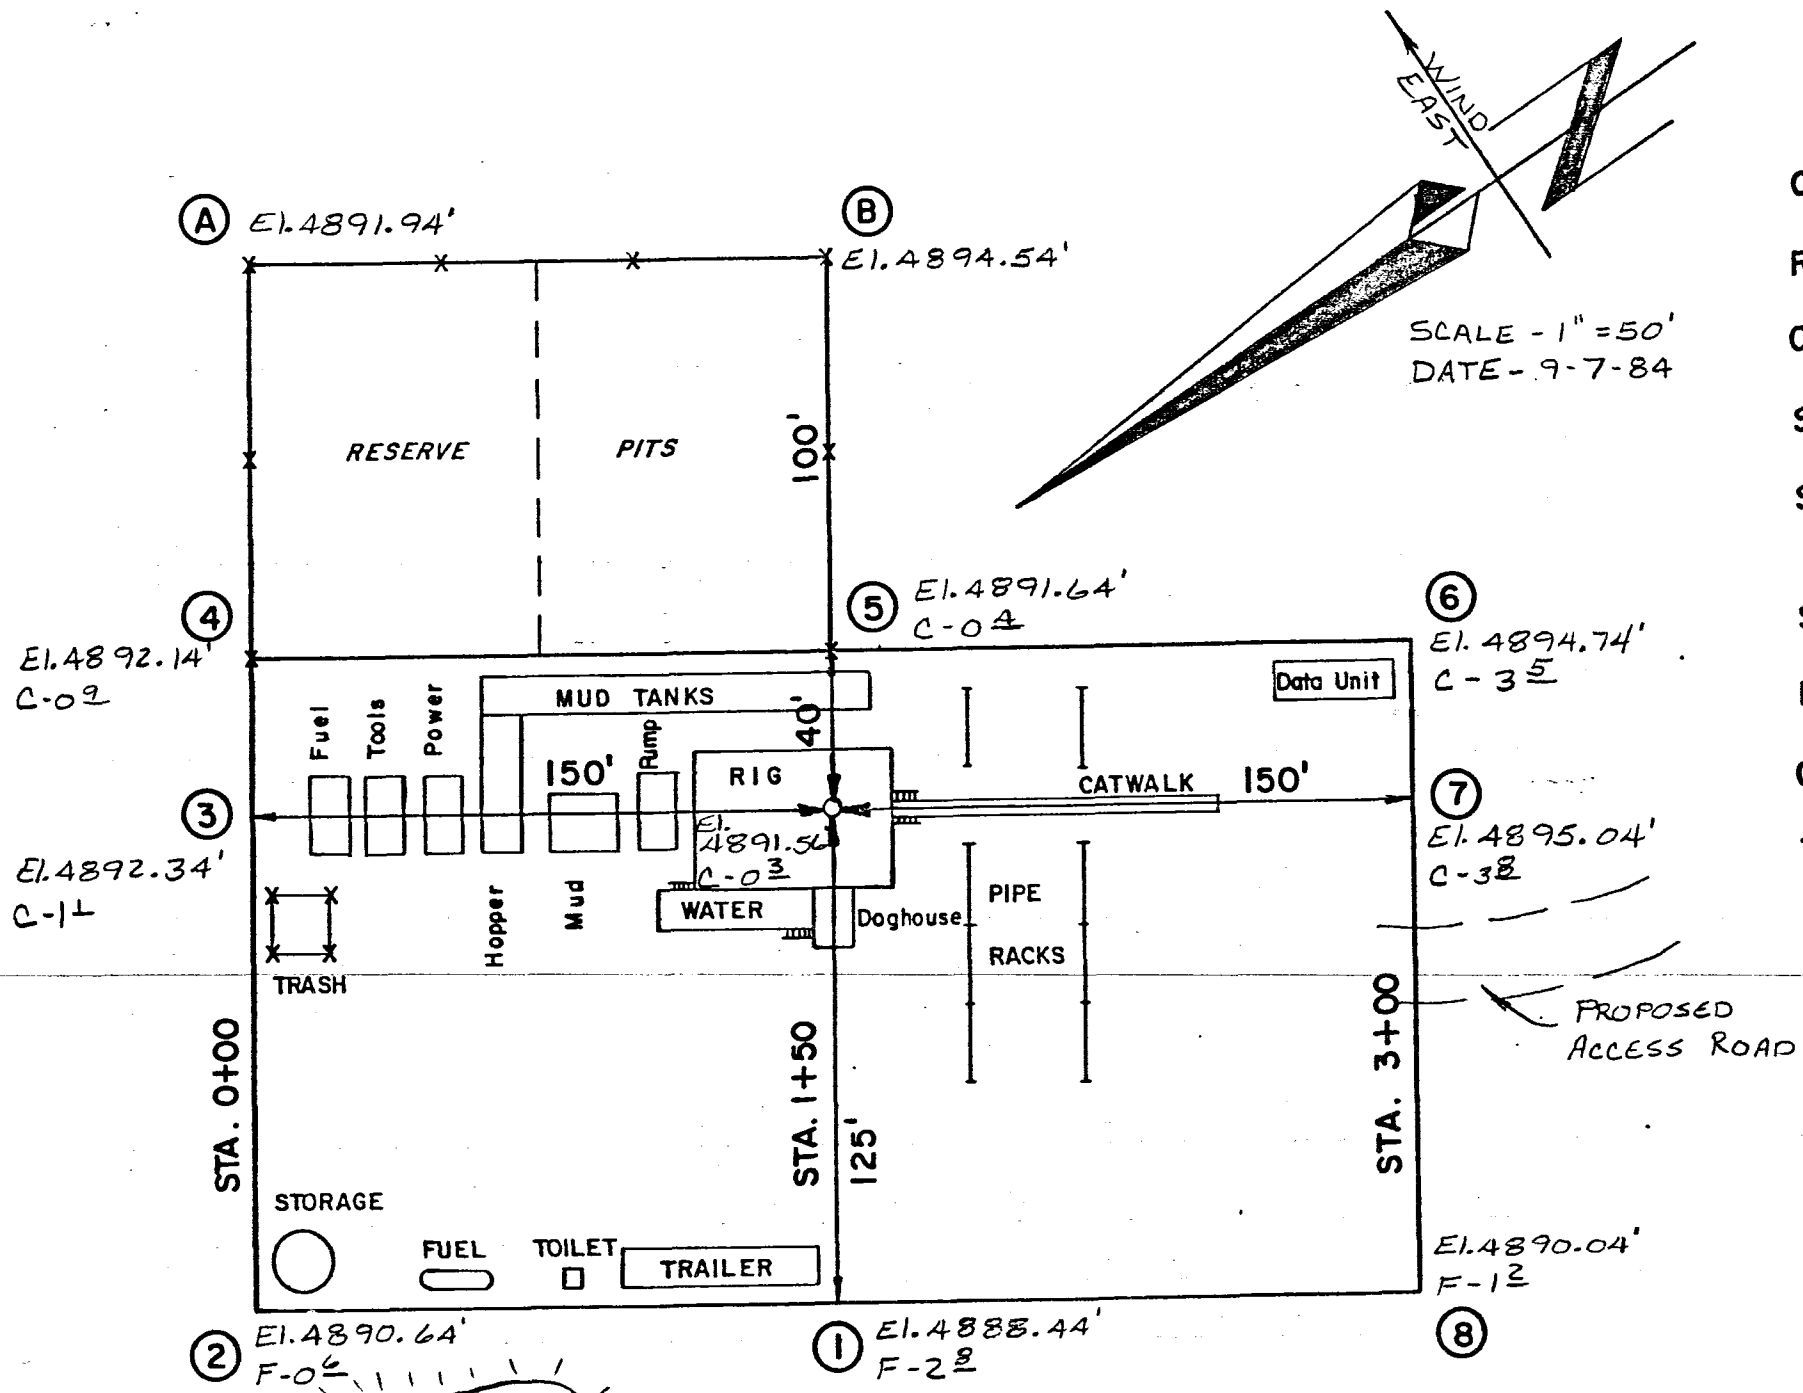 WIND
EAST
SCALE - 1" = 50'
DATE - 9-7-84
A El. 4891.94'
B
El. 4894.54'
RESERVE PITS
100'
4
El. 4892.14'
C-0 9
5 El. 4891.64'
C-0 4
6
El. 4894.74'
C-3 5
MUD TANKS
40'
Data Unit
Fuel
Tools
Power
Pump
150'
RIG
CATWALK 150'
3
El. 4892.34'
C-1 1
El.
4891.56'
C-0 3
7
El. 4895.04'
C-3 8
Hopper
Mud
WATER
Doghouse
PIPE
RACKS
TRASH
STA. 0+00
STA. 1+50
125'
STA. 3+00
PROPOSED
ACCESS ROAD
STORAGE
FUEL
TOILET
TRAILER
El. 4890.04'
F-1 2
8
2 El. 4890.64'
F-0 6
1 El. 4888.44'
F-2 8